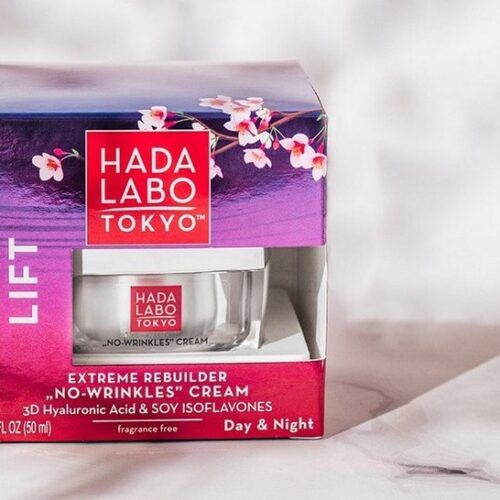 HADA
LABO
TOKYO™
LIFT
HADA
LABO
TOKYO
„NO-WRINKLES” CREAM
EXTREME REBUILDER
„NO-WRINKLES” CREAM
3D Hyaluronic Acid & SOY ISOFLAVONES
FL OZ (50 ml)
fragrance free
Day & Night